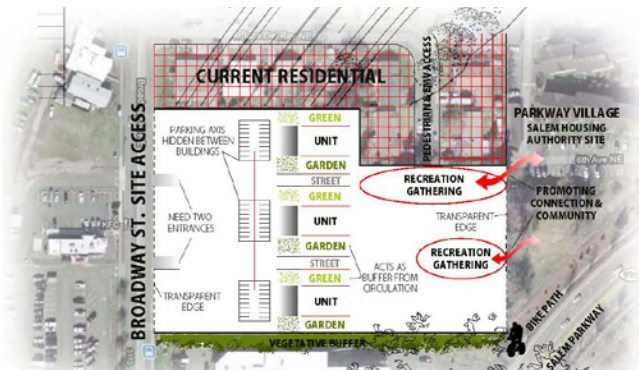 CURRENT RESIDENTIAL
PEDESTRIAN & EMV ACCESS
PARKWAY VILLAGE
SALEM HOUSING
AUTHORITY SITE
6th Ave NE
BROADWAY ST. SITE ACCESS
PARKING AXIS
HIDDEN BETWEEN
BUILDINGS
GREEN
UNIT
GARDEN
STREET
GREEN
UNIT
GARDEN
STREET
GREEN
UNIT
GARDEN
RECREATION
GATHERING
PROMOTING
CONNECTION &
COMMUNITY
NEED TWO
ENTRANCES
TRANSPARENT
EDGE
RECREATION
GATHERING
ACTS AS
BUFFER FROM
CIRCULATION
TRANSPARENT
EDGE
VEGETATIVE BUFFER
BIKE PATH
SALEM PARKWAY